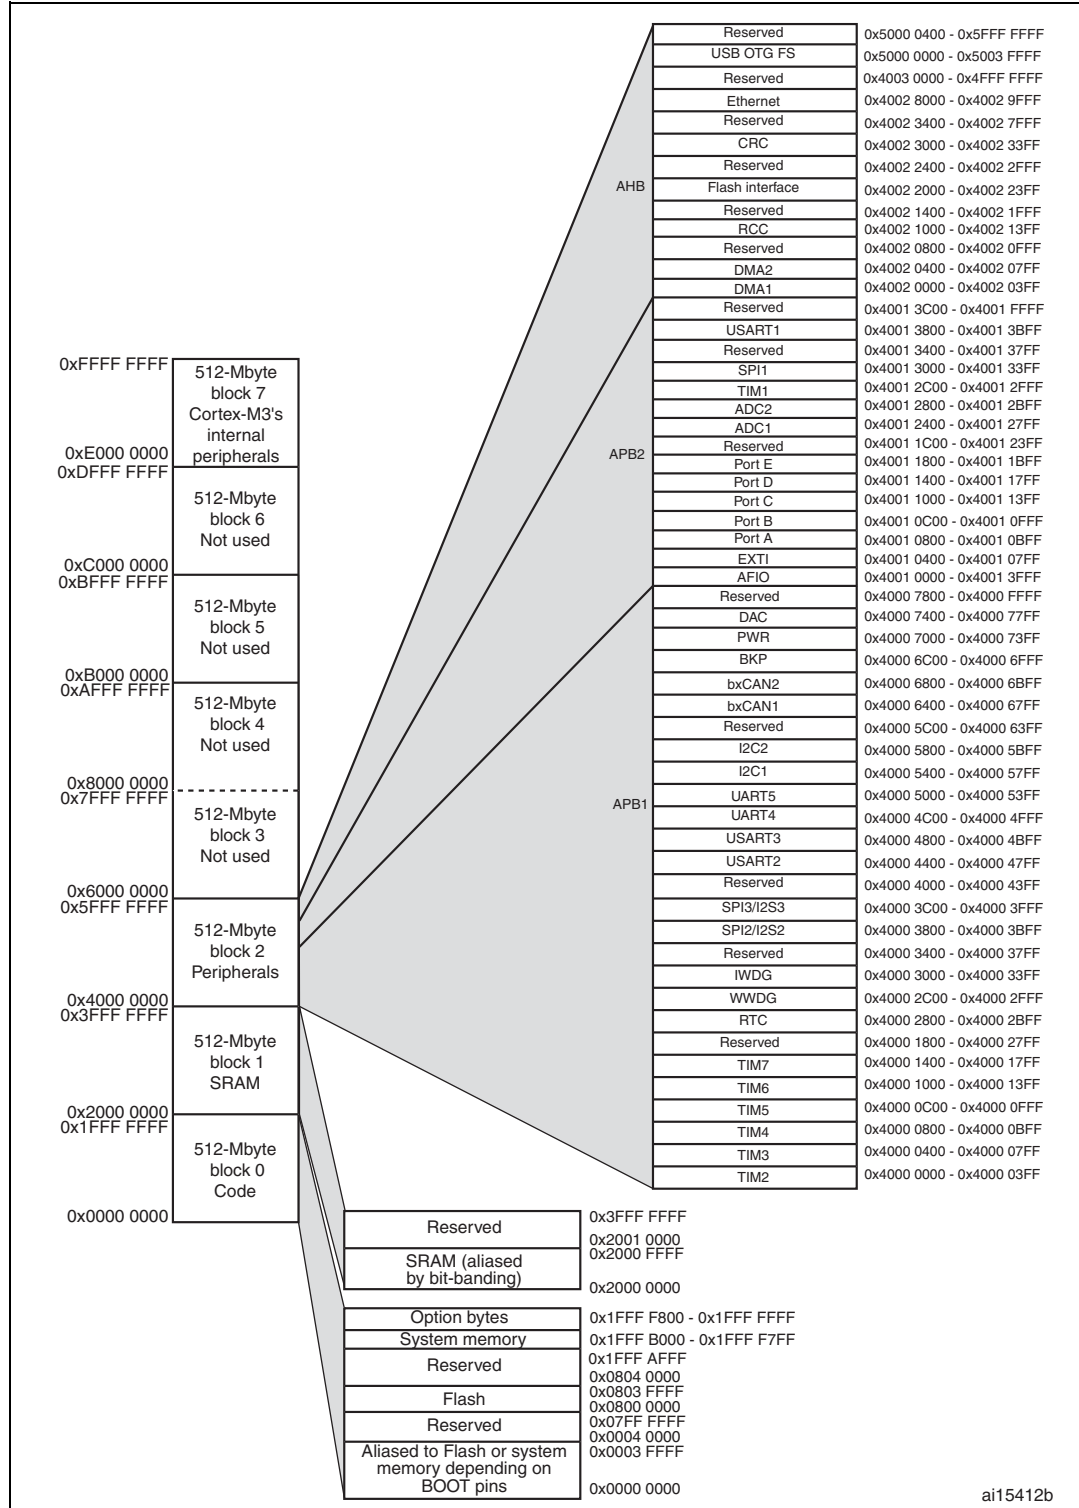 Reserved 0x5000 0400 - 0x5FFF FFFF
USB OTG FS 0x5000 0000 - 0x5003 FFFF
Reserved 0x4003 0000 - 0x4FFF FFFF
Ethernet 0x4002 8000 - 0x4002 9FFF
Reserved 0x4002 3400 - 0x4002 7FFF
CRC 0x4002 3000 - 0x4002 33FF
Reserved 0x4002 2400 - 0x4002 2FFF
AHB Flash interface 0x4002 2000 - 0x4002 23FF
Reserved 0x4002 1400 - 0x4002 1FFF
RCC 0x4002 1000 - 0x4002 13FF
Reserved 0x4002 0800 - 0x4002 0FFF
DMA2 0x4002 0400 - 0x4002 07FF
DMA1 0x4002 0000 - 0x4002 03FF
Reserved 0x4001 3C00 - 0x4001 FFFF
USART1 0x4001 3800 - 0x4001 3BFF
Reserved 0x4001 3400 - 0x4001 37FF
SPI1 0x4001 3000 - 0x4001 33FF
TIM1 0x4001 2C00 - 0x4001 2FFF
ADC2 0x4001 2800 - 0x4001 2BFF
ADC1 0x4001 2400 - 0x4001 27FF
Reserved 0x4001 1C00 - 0x4001 23FF
APB2
Port E 0x4001 1800 - 0x4001 1BFF
Port D 0x4001 1400 - 0x4001 17FF
Port C 0x4001 1000 - 0x4001 13FF
Port B 0x4001 0C00 - 0x4001 0FFF
Port A 0x4001 0800 - 0x4001 0BFF
EXTI 0x4001 0400 - 0x4001 07FF
AFIO 0x4001 0000 - 0x4001 3FFF
Reserved 0x4000 7800 - 0x4000 FFFF
DAC 0x4000 7400 - 0x4000 77FF
PWR 0x4000 7000 - 0x4000 73FF
BKP 0x4000 6C00 - 0x4000 6FFF
bxCAN2 0x4000 6800 - 0x4000 6BFF
bxCAN1 0x4000 6400 - 0x4000 67FF
Reserved 0x4000 5C00 - 0x4000 63FF
I2C2 0x4000 5800 - 0x4000 5BFF
I2C1 0x4000 5400 - 0x4000 57FF
UART5 0x4000 5000 - 0x4000 53FF
APB1
UART4 0x4000 4C00 - 0x4000 4FFF
USART3 0x4000 4800 - 0x4000 4BFF
USART2 0x4000 4400 - 0x4000 47FF
Reserved 0x4000 4000 - 0x4000 43FF
SPI3/I2S3 0x4000 3C00 - 0x4000 3FFF
SPI2/I2S2 0x4000 3800 - 0x4000 3BFF
Reserved 0x4000 3400 - 0x4000 37FF
IWDG 0x4000 3000 - 0x4000 33FF
WWDG 0x4000 2C00 - 0x4000 2FFF
RTC 0x4000 2800 - 0x4000 2BFF
Reserved 0x4000 1800 - 0x4000 27FF
TIM7 0x4000 1400 - 0x4000 17FF
TIM6 0x4000 1000 - 0x4000 13FF
TIM5 0x4000 0C00 - 0x4000 0FFF
TIM4 0x4000 0800 - 0x4000 0BFF
TIM3 0x4000 0400 - 0x4000 07FF
TIM2 0x4000 0000 - 0x4000 03FF
0xFFFF FFFF
512-Mbyte
block 7
Cortex-M3's
internal
peripherals
0xE000 0000
0xDFFF FFFF
512-Mbyte
block 6
Not used
0xC000 0000
0xBFFF FFFF
512-Mbyte
block 5
Not used
0xB000 0000
0xAFFF FFFF
512-Mbyte
block 4
Not used
0x8000 0000
0x7FFF FFFF
512-Mbyte
block 3
Not used
0x6000 0000
0x5FFF FFFF
512-Mbyte
block 2
Peripherals
0x4000 0000
0x3FFF FFFF
512-Mbyte
block 1
SRAM
0x2000 0000
0x1FFF FFFF
512-Mbyte
block 0
Code
0x0000 0000
0x3FFF FFFF
Reserved
0x2001 0000
0x2000 FFFF
SRAM (aliased
by bit-banding)
0x2000 0000
Option bytes 0x1FFF F800 - 0x1FFF FFFF
System memory 0x1FFF B000 - 0x1FFF F7FF
0x1FFF AFFF
Reserved
0x0804 0000
0x0803 FFFF
Flash
0x0800 0000
0x07FF FFFF
Reserved
0x0004 0000
0x0003 FFFF
Aliased to Flash or system
memory depending on
BOOT pins
0x0000 0000
ai15412b